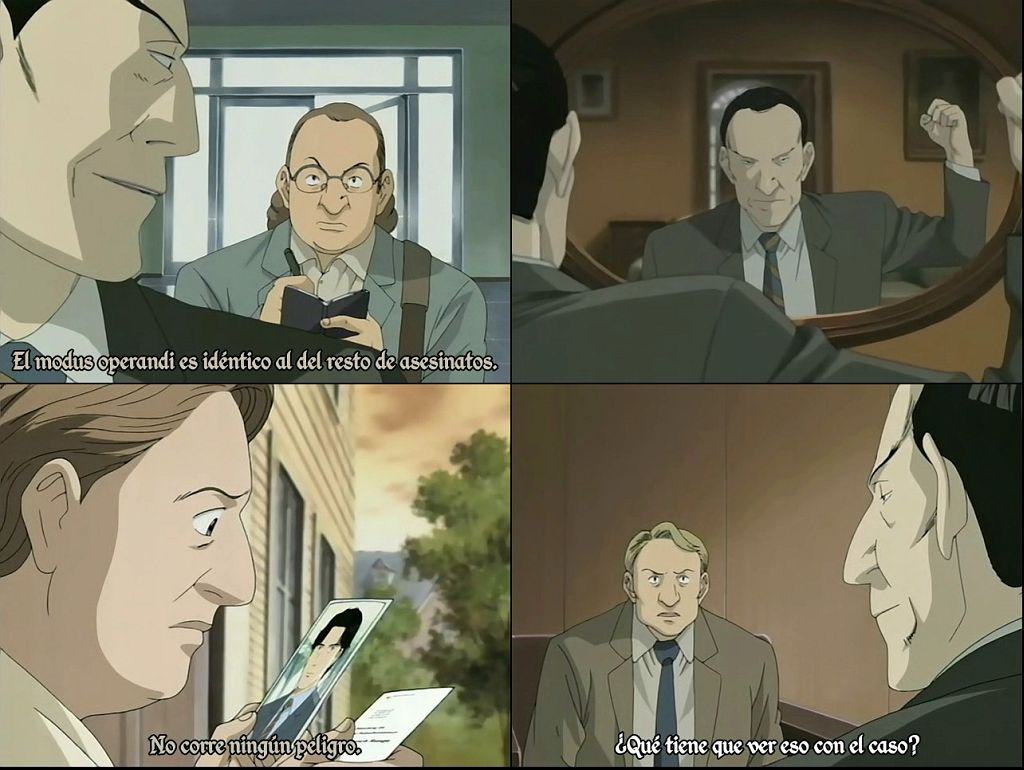 El modus operandi es idéntico al del resto de asesinatos.
No corre ningún peligro.
¿Qué tiene que ver eso con el caso?